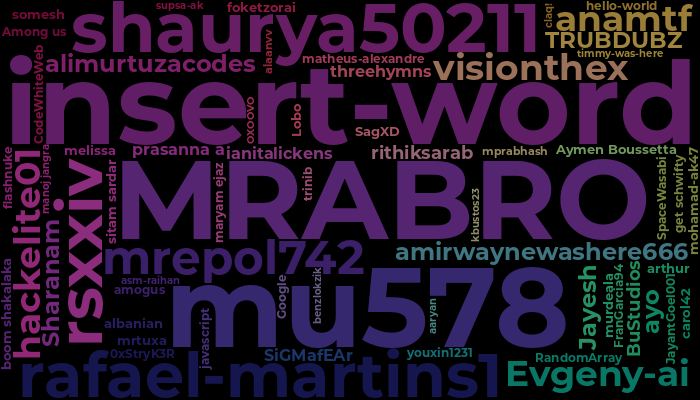 somesh
supsa-ak
foketzorai
shaurya50211
claqt
hello-world
anamtf
Among us
TRUBDUBZ
alimurtuzacodes
alaanvv
matheus-alexandre
threehymns
visionthex
timmy-was-here
CodeWhiteWeb
insert-word
OXOOVO
Lobo
SagXD
flashnuke
hackelite01
manoj jangra
melissa
prasanna a
ianitalickens
rithiksarab
mprabhash
Aymen Boussetta
rsxxiv
sitam sardar
MRABRO
maryam ejaz
trinib
kbustos23
SpaceWasabi
get schwifty
mohamad-ak47
Sharanam
mrepol742
amirwaynewashere666
boom shakalaka
asm-raihan
amogus
mu578
Google
benzlokzik
aaryan
Jayesh
murdeala
FranGarcia94
BuStudios
ayo
arthur
JayantGoel001
carol42
albanian
mrtuxa
0xStryK3R
javascript
SiGMafEAr
youxin1231
RandomArray
rafael-martins1
Evgeny-ai